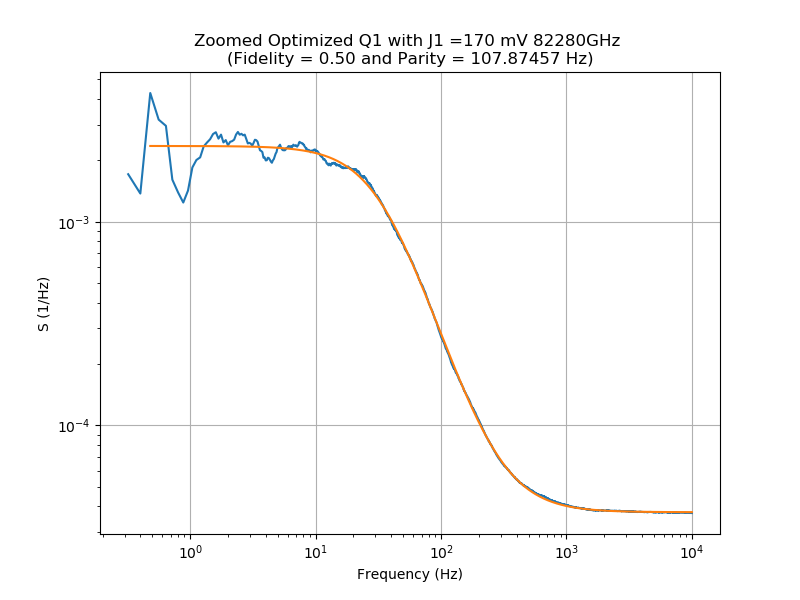 Zoomed Optimized Q1 with J1 =170 mV 82280GHz
(Fidelity = 0.50 and Parity = 107.87457 Hz)
S (1/Hz)
10⁻³
10⁻⁴
10⁰ 10¹ 10² 10³ 10⁴
Frequency (Hz)